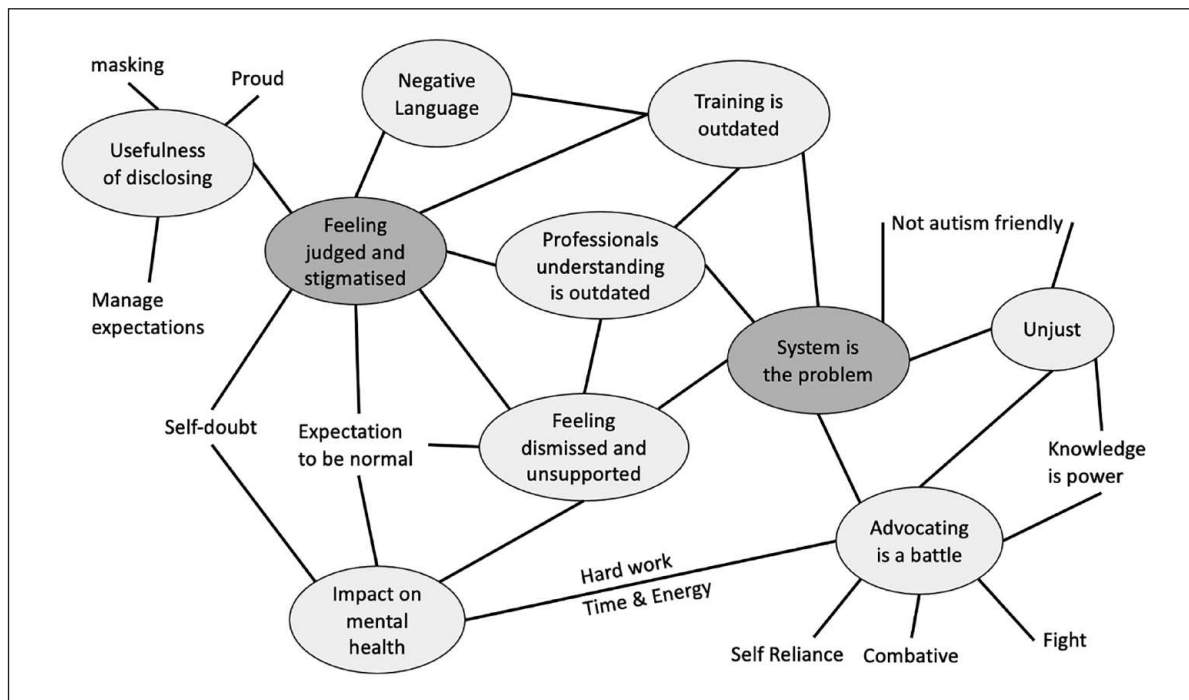 masking
Proud
Negative
Language
Training is
outdated
Usefulness
of disclosing
Feeling
judged and
stigmatised
Professionals
understanding
is outdated
Not autism friendly
Manage
expectations
Unjust
System is
the problem
Self-doubt
Expectation
to be normal
Feeling
dismissed and
unsupported
Knowledge
is power
Advocating
is a battle
Hard work
Time & Energy
Impact on
mental
health
Self Reliance
Combative
Fight